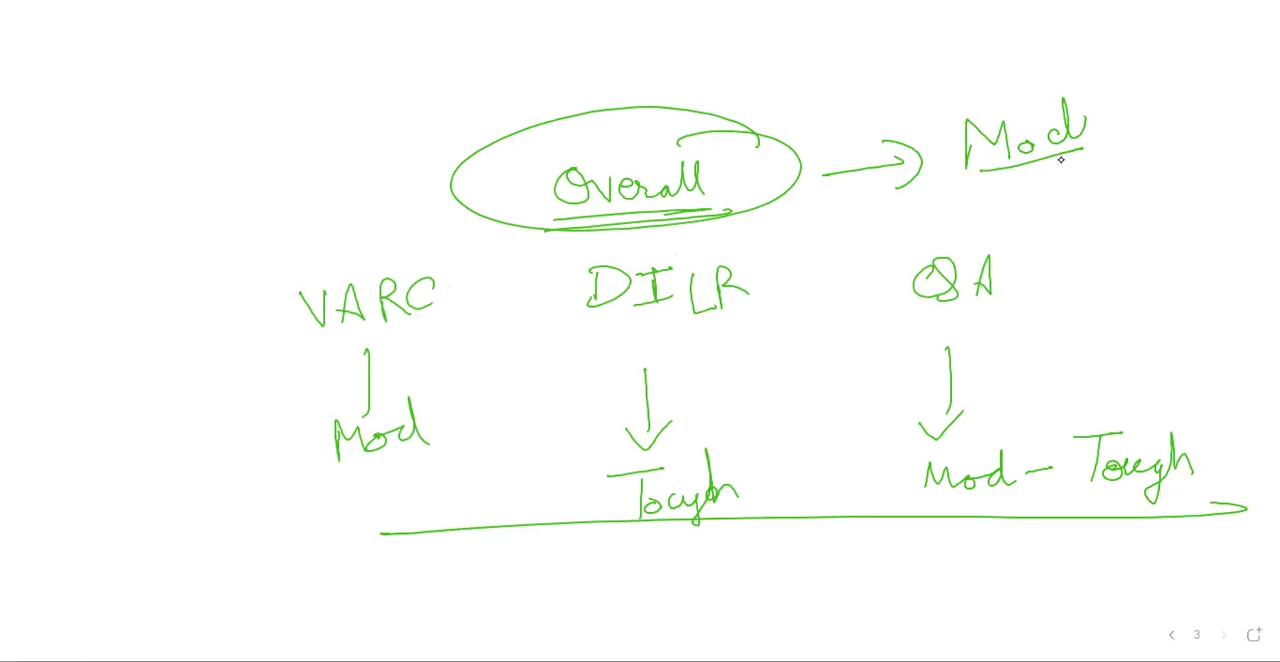 Overall → Mod
VARC DILR QA
Mod Tough Mod - Tough
3